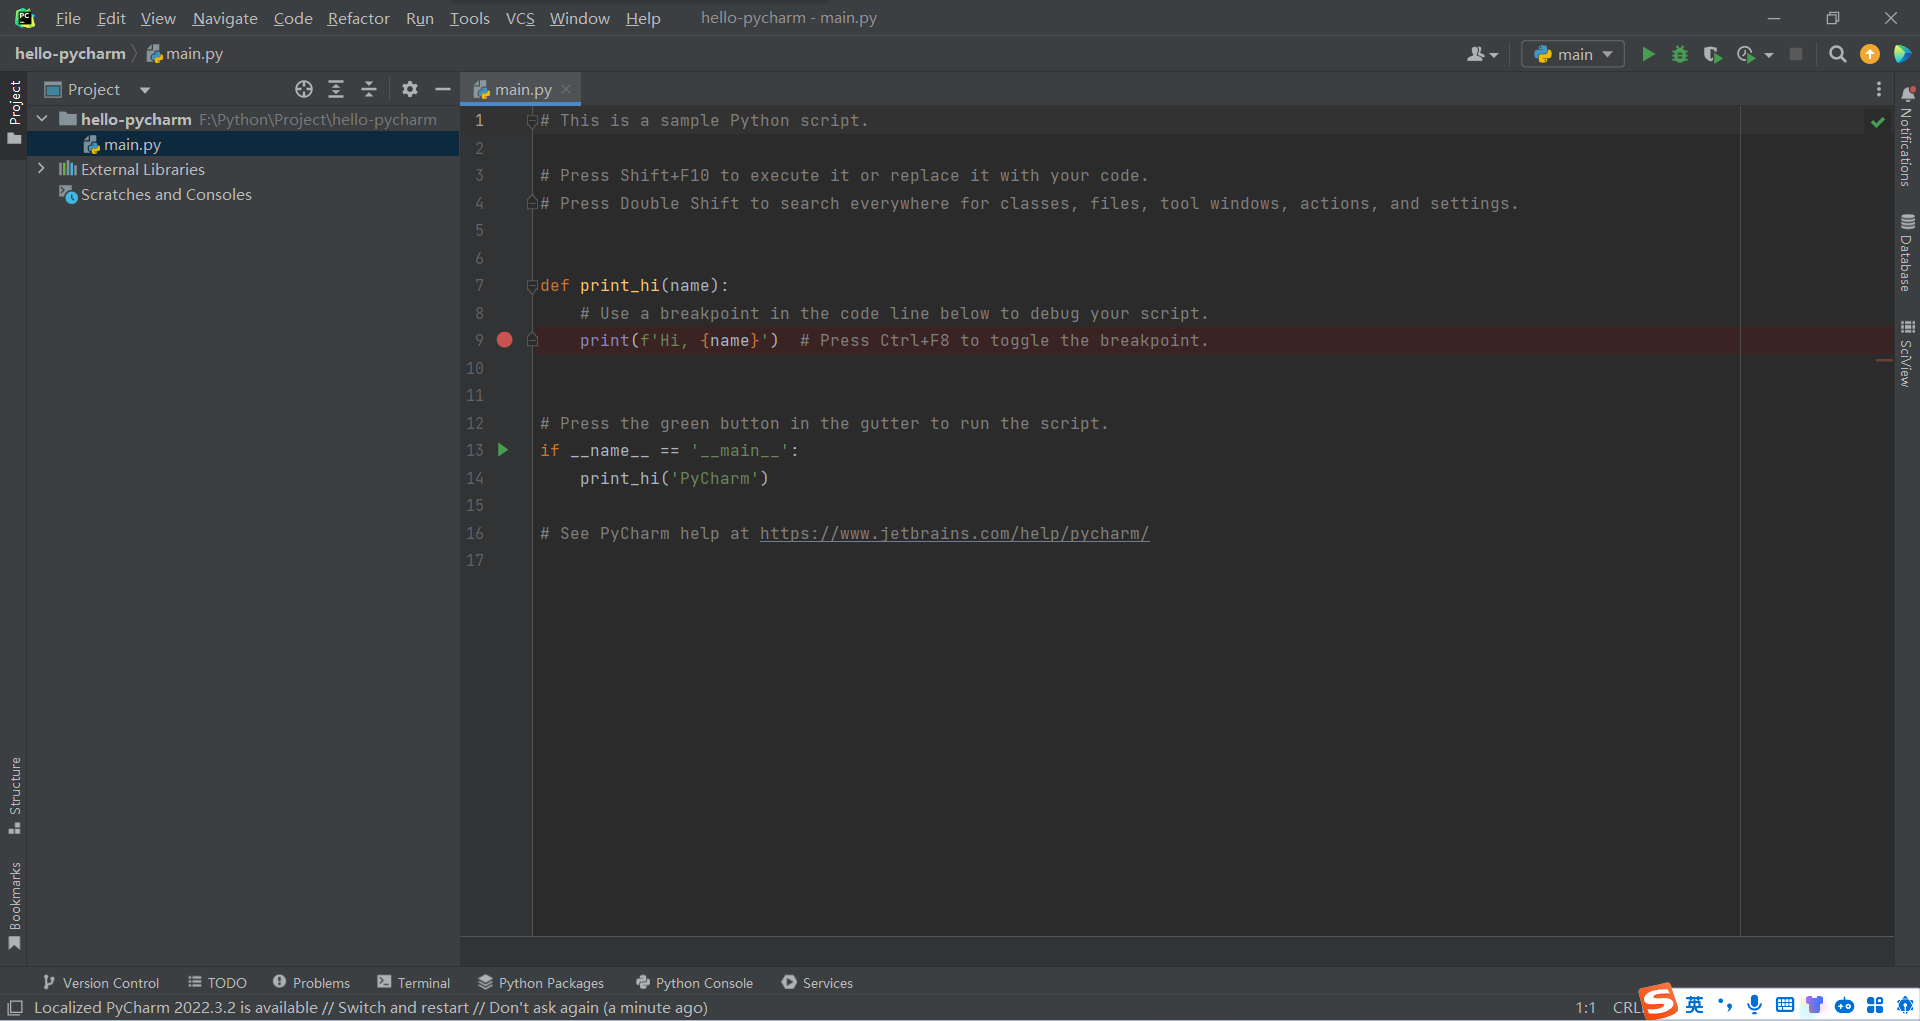 File Edit View Navigate Code Refactor Run Tools VCS Window Help hello-pycharm - main.py
hello-pycharm main.py main
Project
Project main.py
hello-pycharm F:\Python\Project\hello-pycharm
main.py
External Libraries
Scratches and Consoles
1 # This is a sample Python script.
2
3 # Press Shift+F10 to execute it or replace it with your code.
4 # Press Double Shift to search everywhere for classes, files, tool windows, actions, and settings.
5
6
7 def print_hi(name):
8 # Use a breakpoint in the code line below to debug your script.
9 print(f'Hi, {name}')  # Press Ctrl+F8 to toggle the breakpoint.
10
11
12 # Press the green button in the gutter to run the script.
13 if __name__ == '__main__':
14 print_hi('PyCharm')
15
16 # See PyCharm help at https://www.jetbrains.com/help/pycharm/
17
Notifications
Database
SciView
Structure
Bookmarks
Version Control TODO Problems Terminal Python Packages Python Console Services
Localized PyCharm 2022.3.2 is available // Switch and restart // Don't ask again (a minute ago) 1:1 英